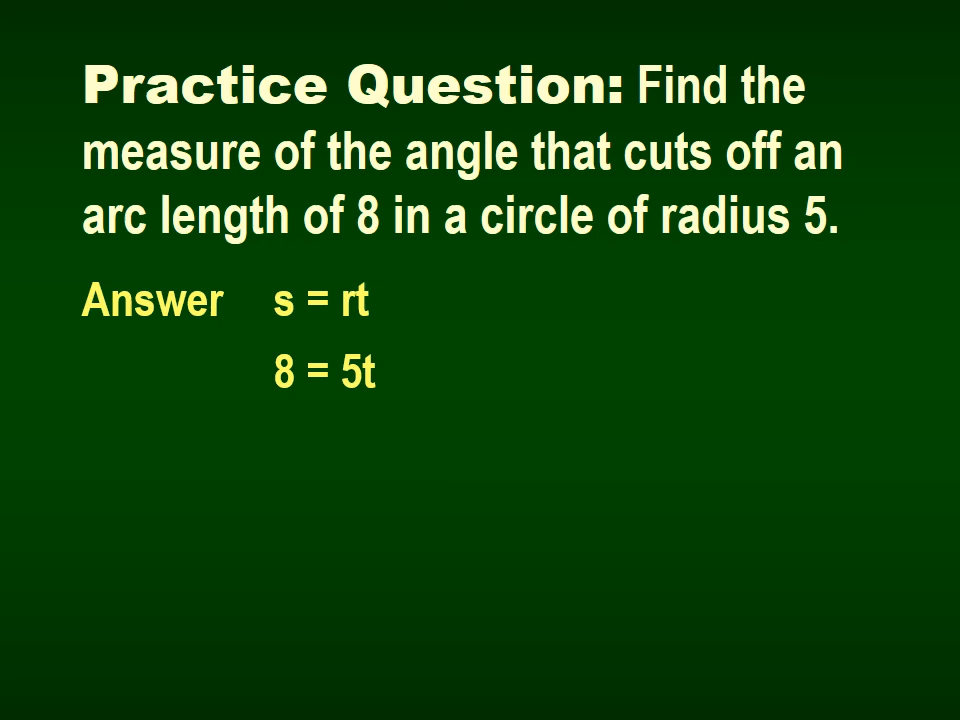 Practice Question: Find the
measure of the angle that cuts off an
arc length of 8 in a circle of radius 5.
Answer s = rt
8 = 5t